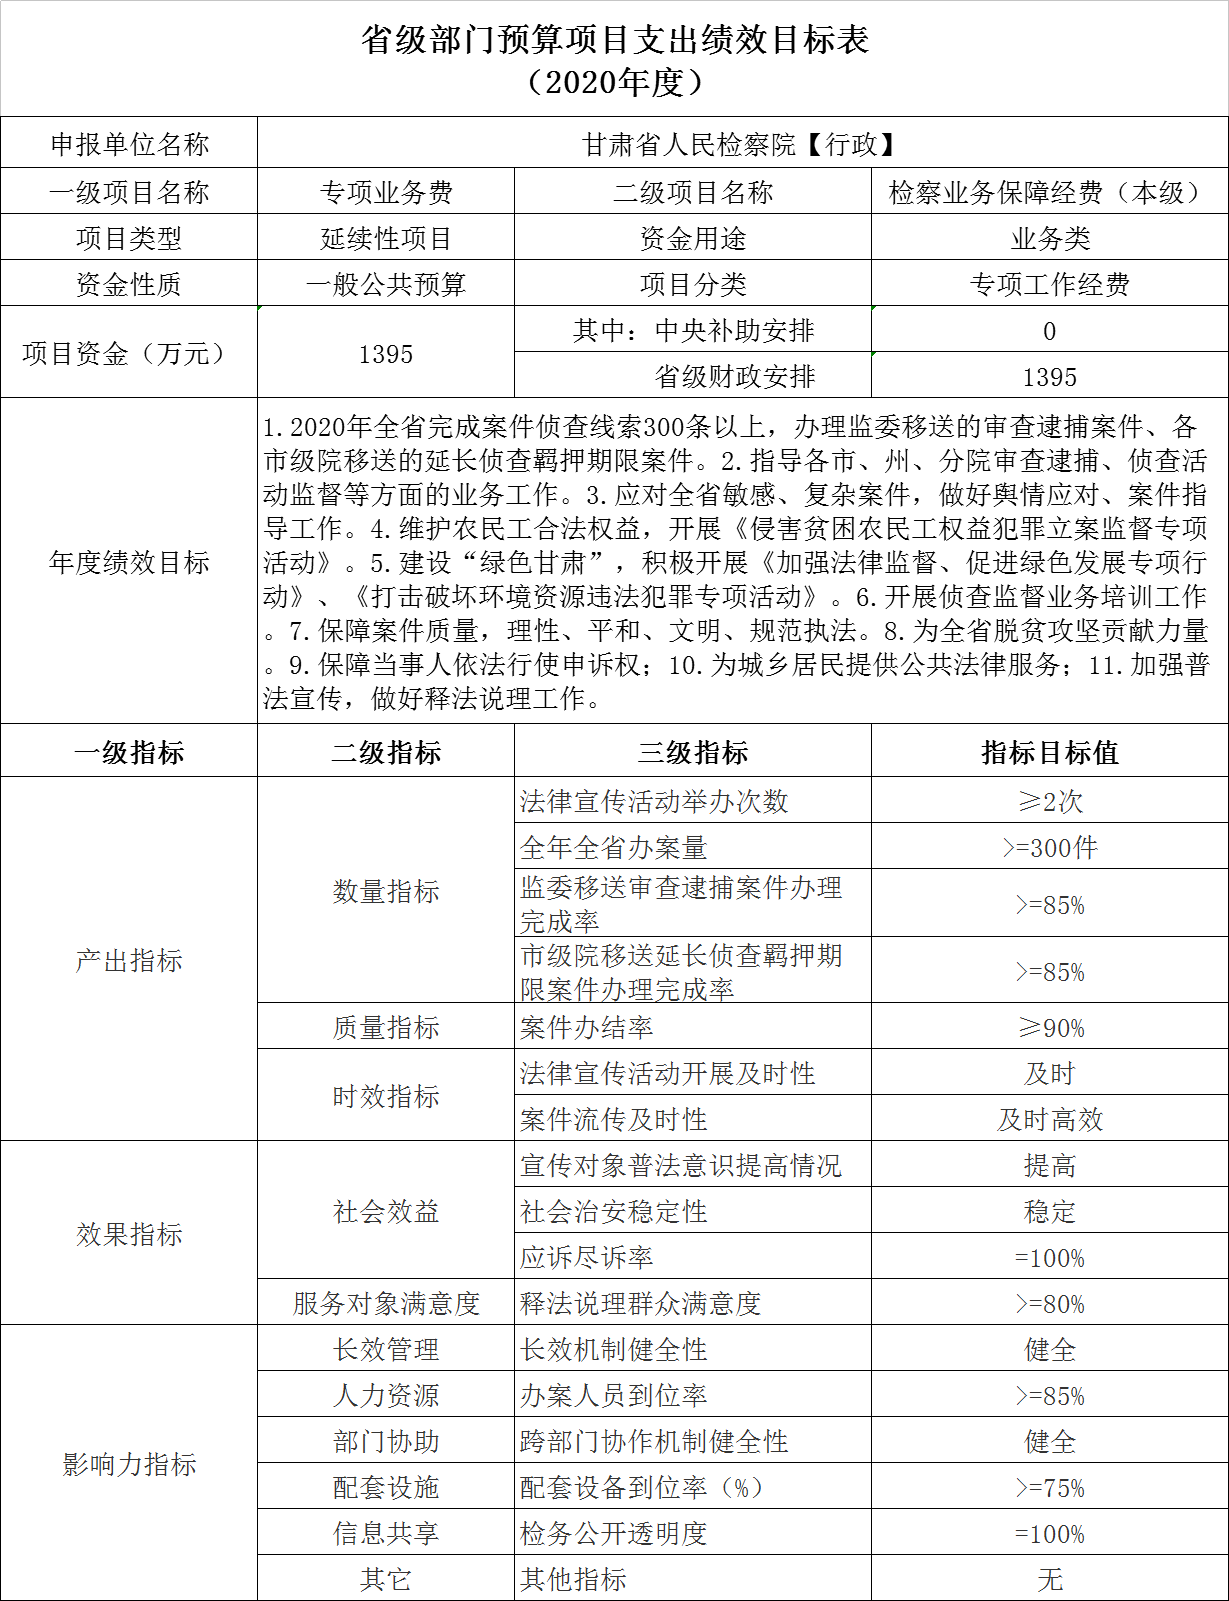 省级部门预算项目支出绩效目标表
（2020年度）
申报单位名称 甘肃省人民检察院【行政】
一级项目名称 专项业务费 二级项目名称 检察业务保障经费（本级）
项目类型 延续性项目 资金用途 业务类
资金性质 一般公共预算 项目分类 专项工作经费
项目资金（万元） 1395 其中：中央补助安排 0
省级财政安排 1395
年度绩效目标
1.2020年全省完成案件侦查线索300条以上，办理监委移送的审查逮捕案件、各
市级院移送的延长侦查羁押期限案件。2.指导各市、州、分院审查逮捕、侦查活
动监督等方面的业务工作。3.应对全省敏感、复杂案件，做好舆情应对、案件指
导工作。4.维护农民工合法权益，开展《侵害贫困农民工权益犯罪立案监督专项
活动》。5.建设“绿色甘肃”，积极开展《加强法律监督、促进绿色发展专项行
动》、《打击破坏环境资源违法犯罪专项活动》。6.开展侦查监督业务培训工作
。7.保障案件质量，理性、平和、文明、规范执法。8.为全省脱贫攻坚贡献力量
。9.保障当事人依法行使申诉权；10.为城乡居民提供公共法律服务；11.加强普
法宣传，做好释法说理工作。
一级指标 二级指标 三级指标 指标目标值
产出指标 数量指标 法律宣传活动举办次数 ≥2次
全年全省办案量 >=300件
监委移送审查逮捕案件办理
完成率 >=85%
市级院移送延长侦查羁押期
限案件办理完成率 >=85%
质量指标 案件办结率 ≥90%
时效指标 法律宣传活动开展及时性 及时
案件流传及时性 及时高效
效果指标 社会效益 宣传对象普法意识提高情况 提高
社会治安稳定性 稳定
应诉尽诉率 =100%
服务对象满意度 释法说理群众满意度 >=80%
影响力指标 长效管理 长效机制健全性 健全
人力资源 办案人员到位率 >=85%
部门协助 跨部门协作机制健全性 健全
配套设施 配套设备到位率（%） >=75%
信息共享 检务公开透明度 =100%
其它 其他指标 无